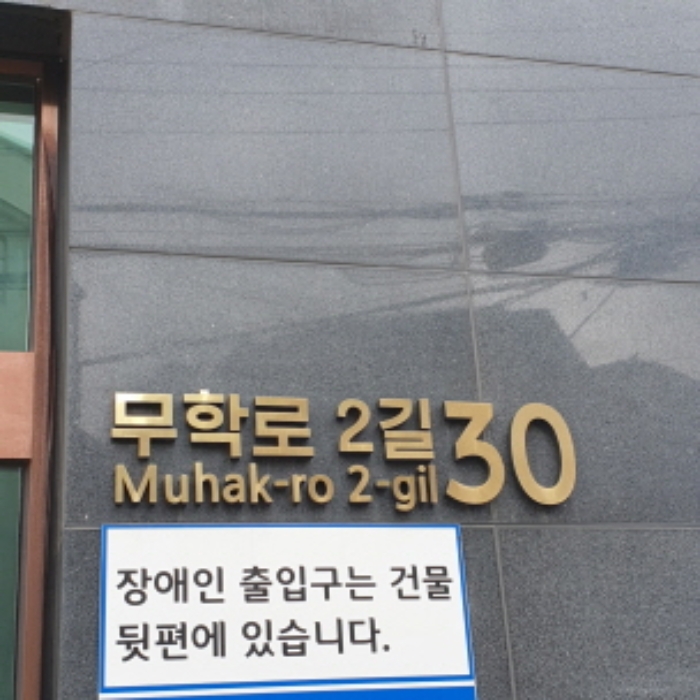 무학로 2길 30
Muhak-ro 2-gil
장애인 출입구는 건물
뒷편에 있습니다.